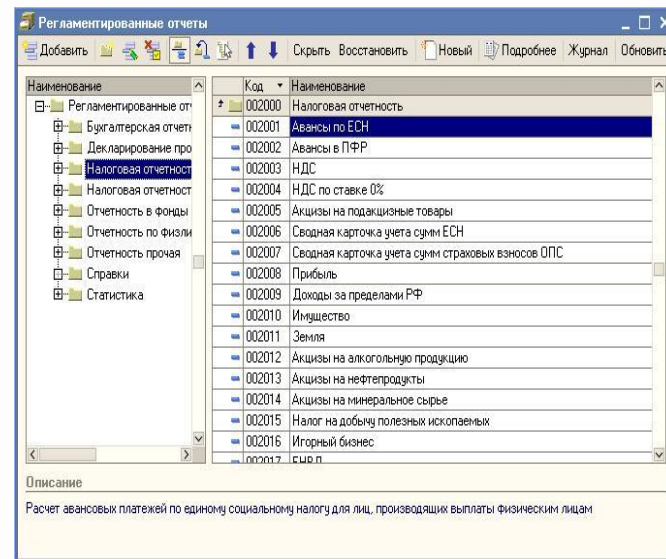 Регламентированные отчеты
Добавить Скрыть Восстановить Новый Подробнее Журнал Обновить
Наименование
Регламентированные от
Бухгалтерская отчетн
Декларирование про
Налоговая отчетност
Налоговая отчетност
Отчетность в фонды
Отчетность по физли
Отчетность прочая
Справки
Статистика
Код Наименование
002000 Налоговая отчетность
002001 Авансы по ЕСН
002002 Авансы в ПФР
002003 НДС
002004 НДС по ставке 0%
002005 Акцизы на подакцизные товары
002006 Сводная карточка учета сумм ЕСН
002007 Сводная карточка учета сумм страховых взносов ОПС
002008 Прибыль
002009 Доходы за пределами РФ
002010 Имущество
002011 Земля
002012 Акцизы на алкогольную продукцию
002013 Акцизы на нефтепродукты
002014 Акцизы на минеральное сырье
002015 Налог на добычу полезных ископаемых
002016 Игорный бизнес
002017 ЕНВД
Описание
Расчет авансовых платежей по единому социальному налогу для лиц, производящих выплаты физическим лицам